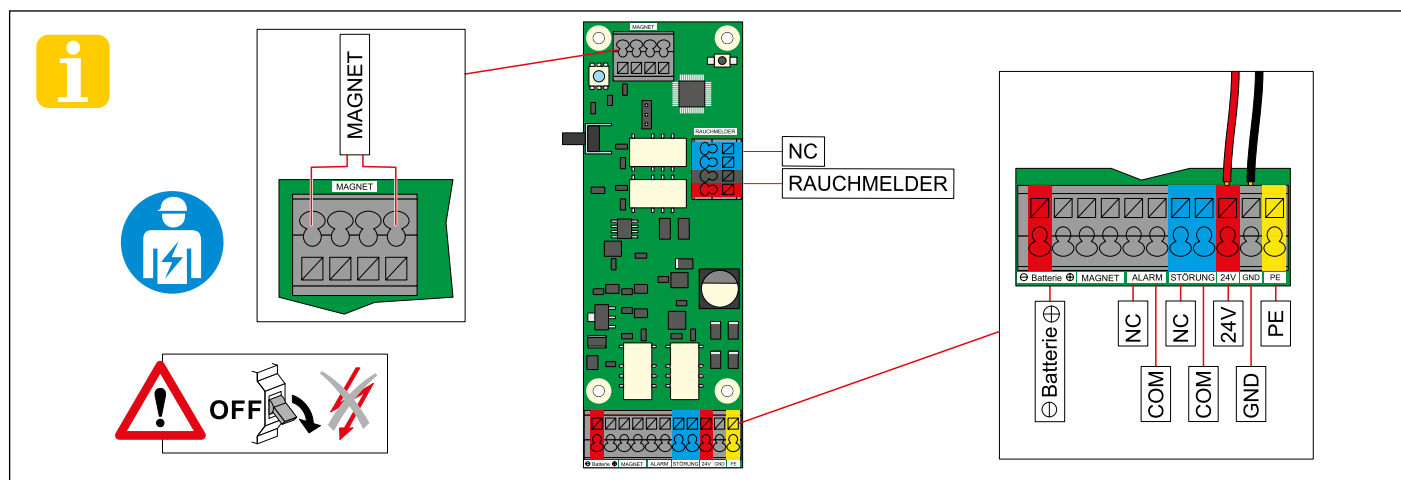 i
MAGNET
MAGNET
OFF
MAGNET
RAUCHMELDER
NC
RAUCHMELDER
⊖ Batterie ⊕ MAGNET ALARM STÖRUNG 24V GND PE
⊖ Batterie ⊕ MAGNET ALARM STÖRUNG 24V GND PE
⊖ Batterie ⊕
NC
COM
NC
COM
24V
GND
PE